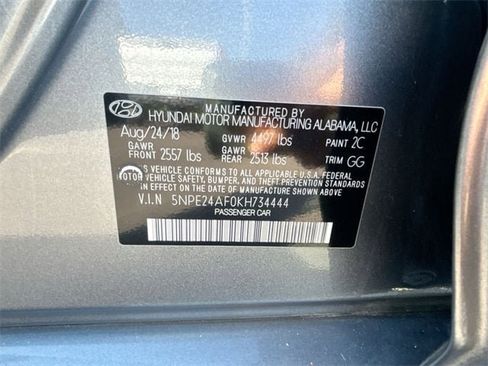 MANUFACTURED BY
HYUNDAI MOTOR MANUFACTURING ALABAMA, LLC
Aug/24/18 GVWR 4497 lbs PAINT 2C
GAWR FRONT 2557 lbs GAWR REAR 2513 lbs TRIM GG
THIS VEHICLE CONFORMS TO ALL APPLICABLE FEDERAL
MOTOR VEHICLE SAFETY, BUMPER, AND THEFT PREVENTION STANDARDS
IN EFFECT ON THE DATE OF MANUFACTURE SHOWN ABOVE.
V.I.N 5NPE24AF0KH734444
PASSENGER CAR